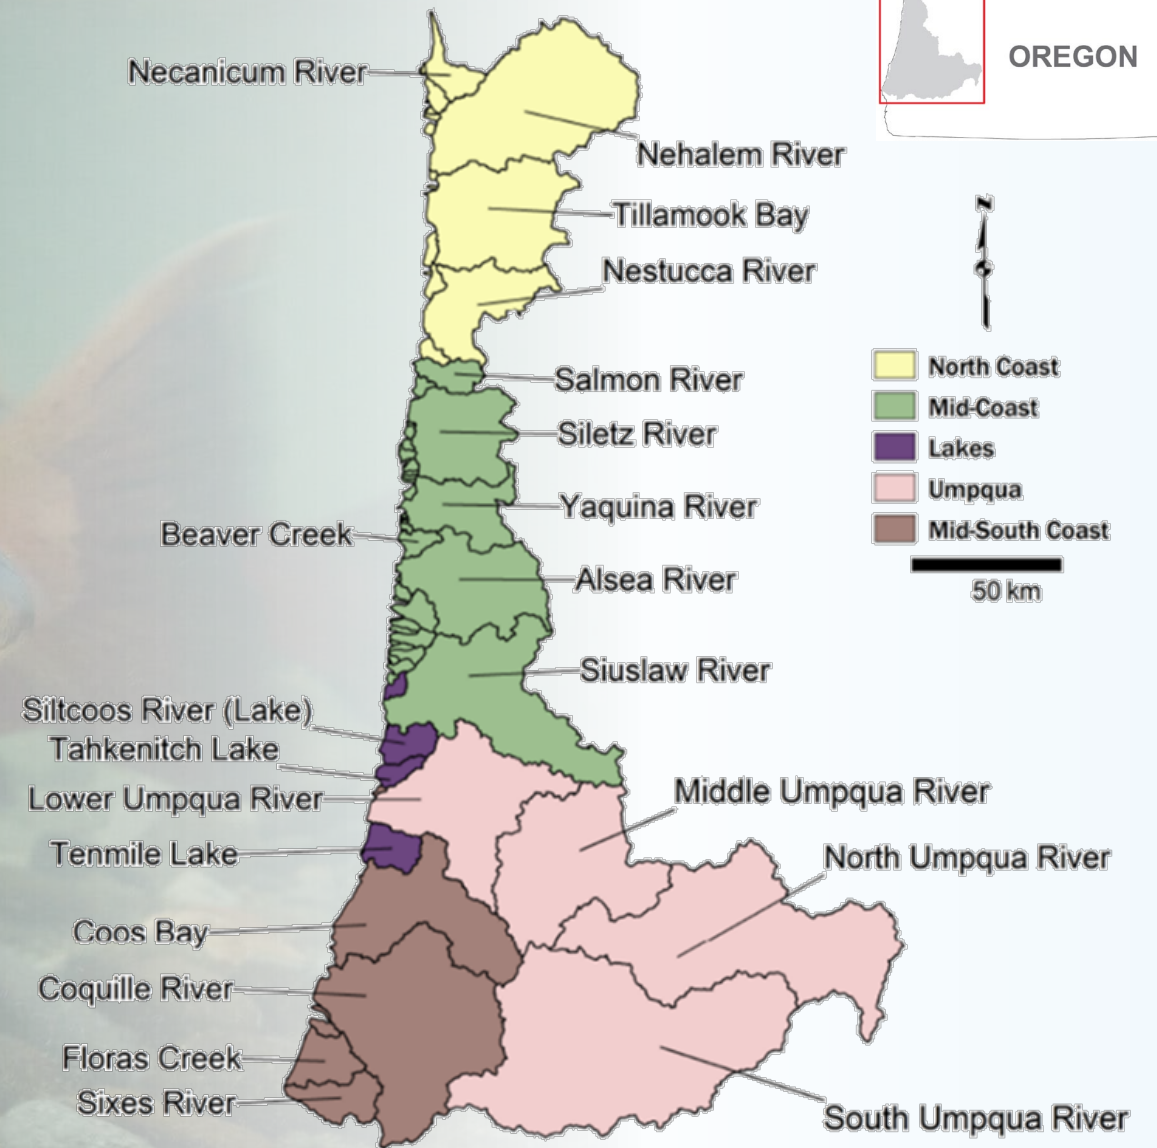 OREGON
Necanicum River
Nehalem River
Tillamook Bay
N
Nestucca River
North Coast
Salmon River
Mid-Coast
Siletz River
Lakes
Umpqua
Yaquina River
Mid-South Coast
Beaver Creek
Alsea River
50 km
Siuslaw River
Siltcoos River (Lake)
Tahkenitch Lake
Middle Umpqua River
Lower Umpqua River
Tenmile Lake
North Umpqua River
Coos Bay
Coquille River
Floras Creek
Sixes River
South Umpqua River